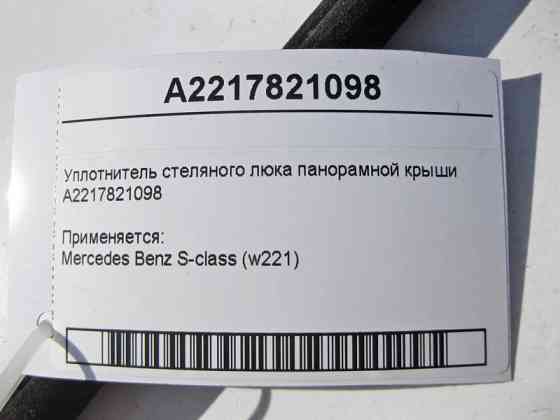 A2217821098
Уплотнитель стеляного люка панорамной крыши
A2217821098
Применяется:
Mercedes Benz S-class (w221)